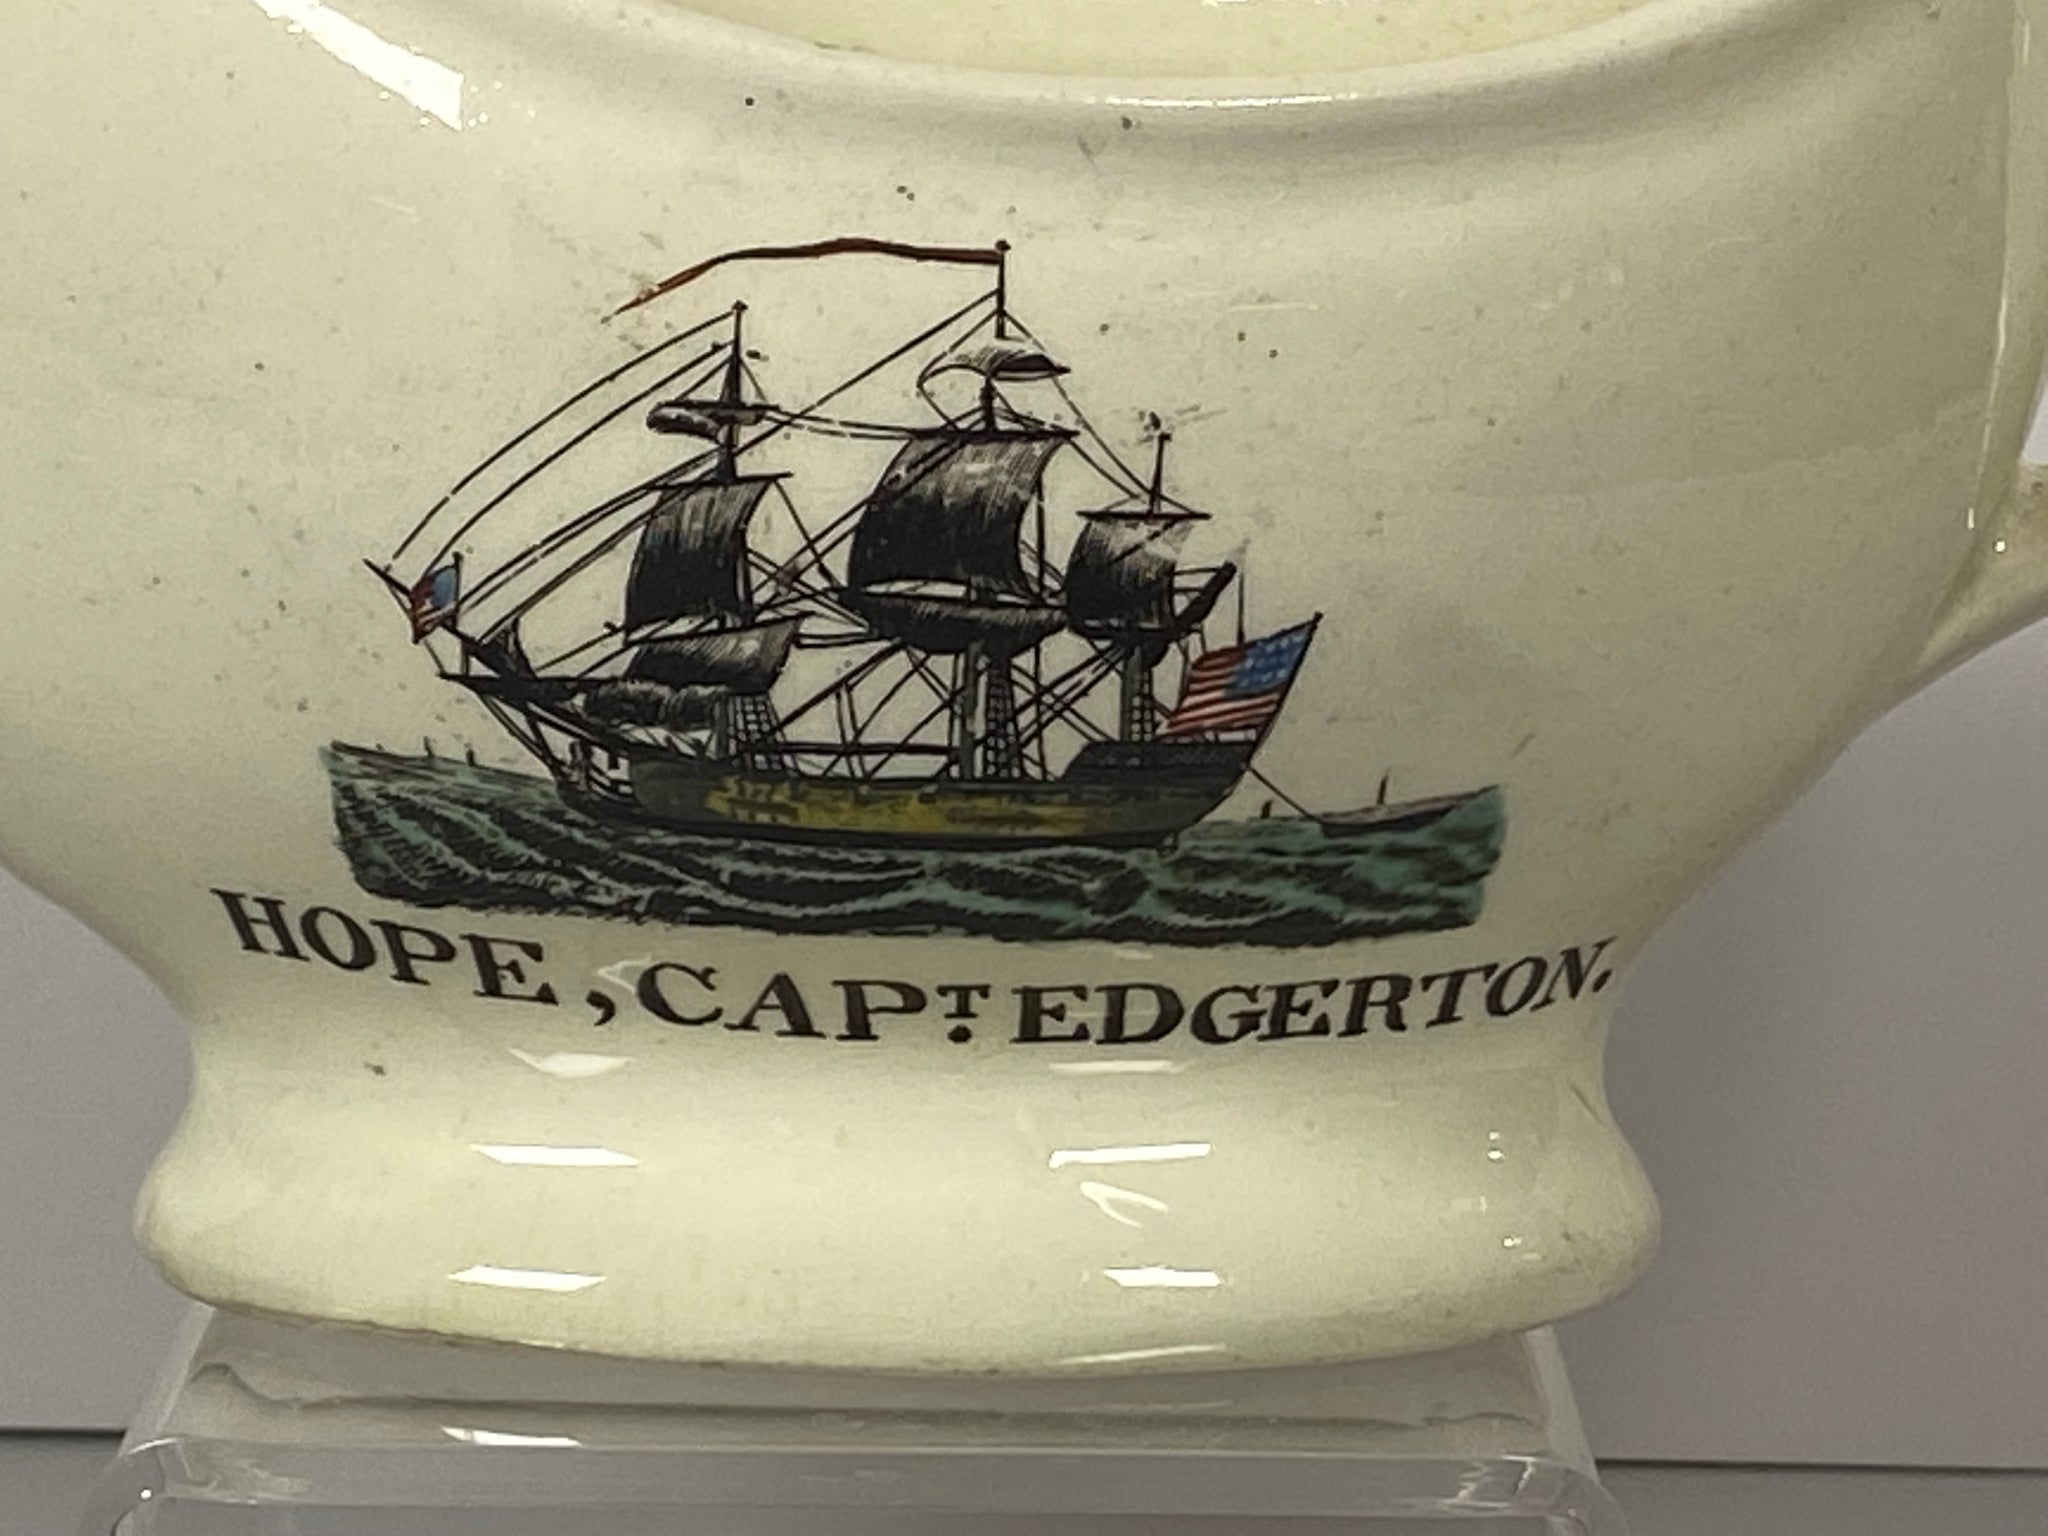 HOPE, CAPT. EDGERTON.